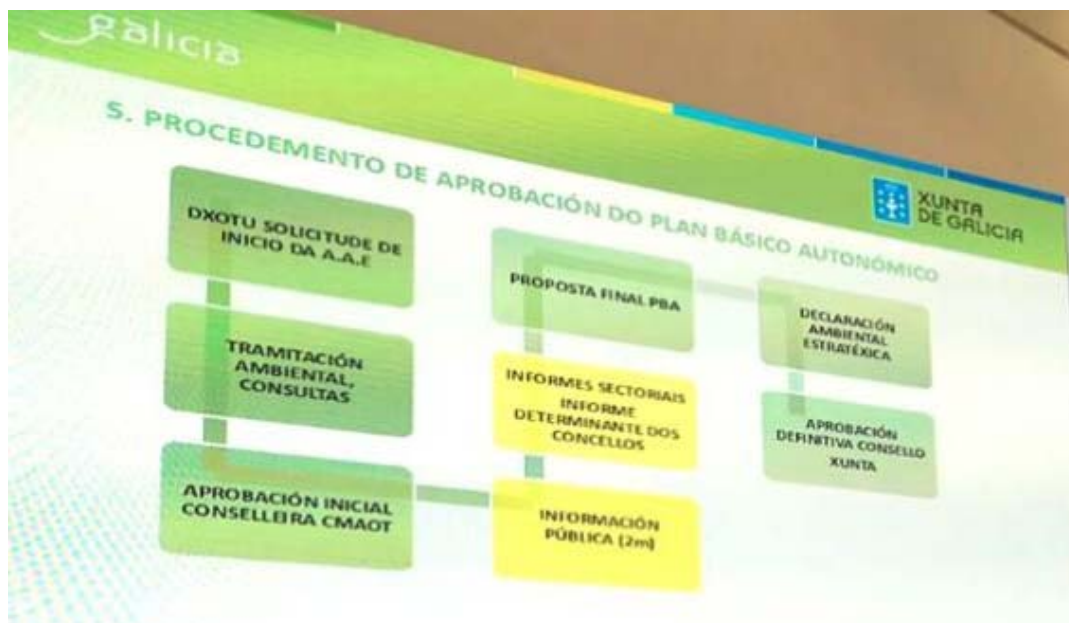 galicia
XUNTA
DE GALICIA
5. PROCEDEMENTO DE APROBACIÓN DO PLAN BÁSICO AUTONÓMICO
DXOTU SOLICITUDE DE
INICIO DA A.A.E
TRAMITACIÓN
AMBIENTAL,
CONSULTAS
APROBACIÓN INICIAL
CONSELLEIRA CMAOT
INFORMACIÓN
PÚBLICA (2m)
INFORMES SECTORIAIS
INFORME
DETERMINANTE DOS
CONCELLOS
PROPOSTA FINAL PBA
DECLARACIÓN
AMBIENTAL
ESTRATÉXICA
APROBACIÓN
DEFINITIVA CONSELLO
XUNTA